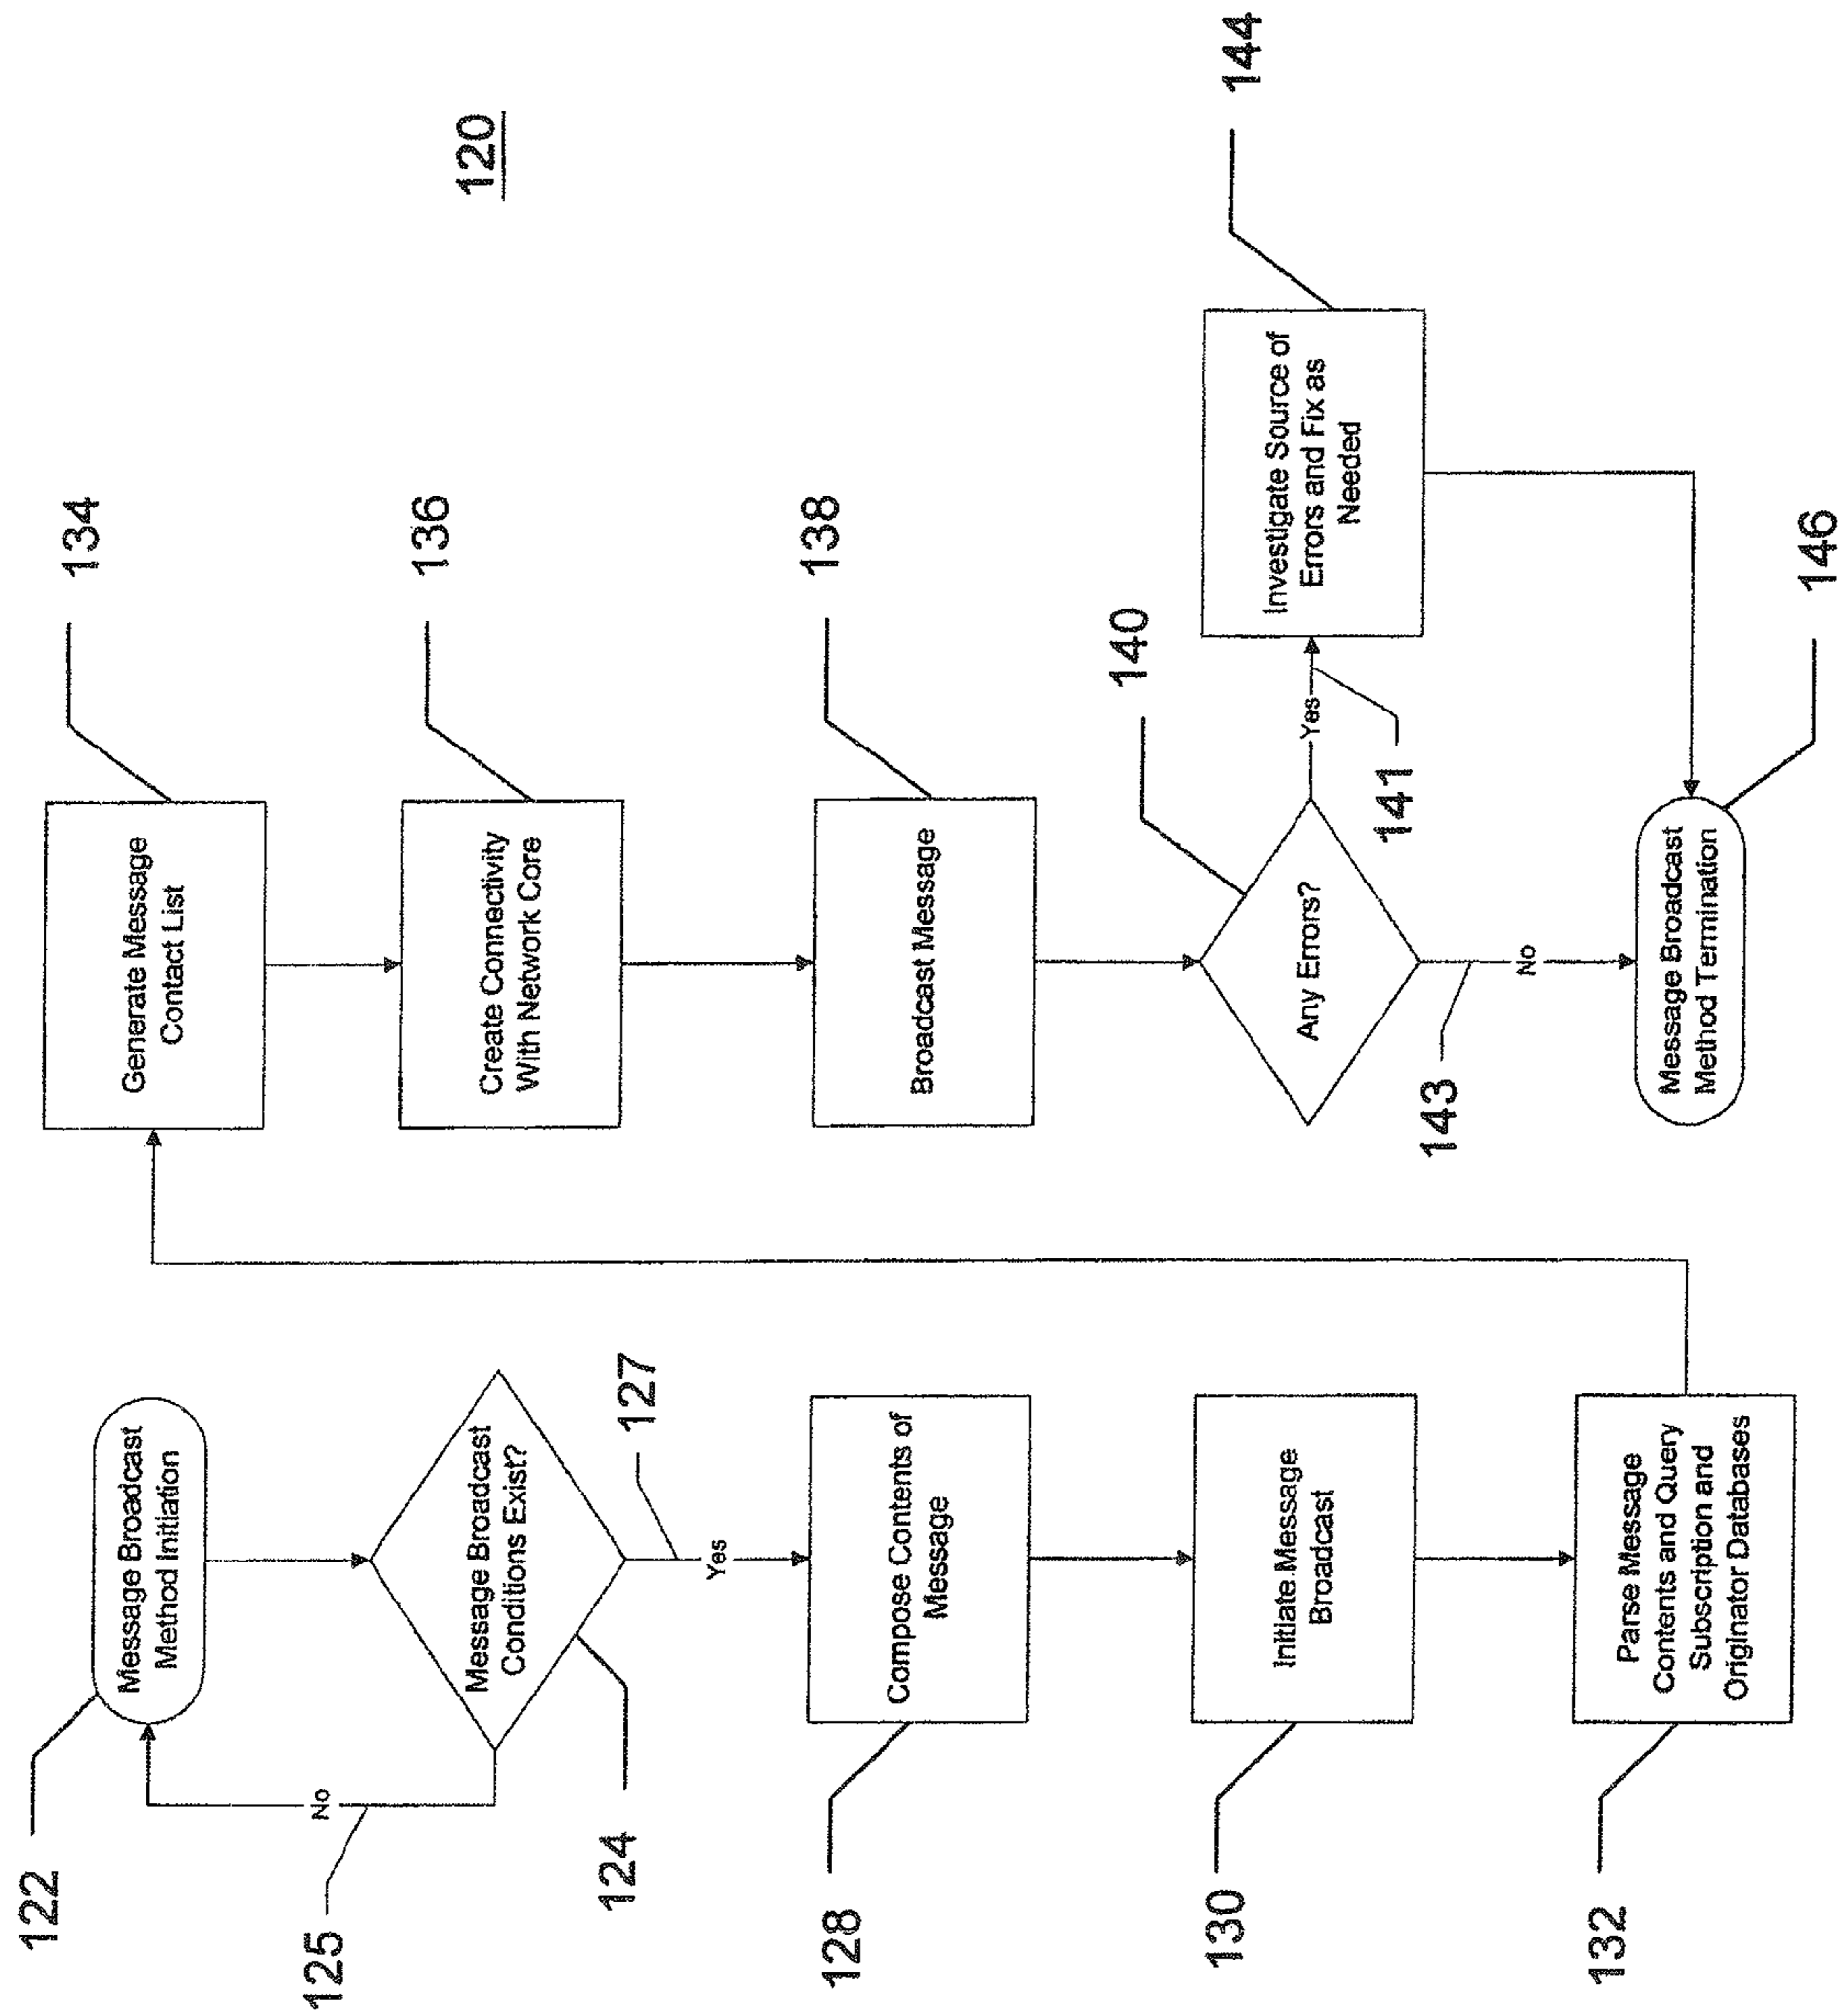 120
122
Message Broadcast
Method Initiation
125
No
124
Message Broadcast
Conditions Exist?
127
Yes
128
Compose Contents of
Message
130
Initiate Message
Broadcast
132
Parse Message
Contents and Query
Subscription and
Originator Databases
134
Generate Message
Contact List
136
Create Connectivity
With Network Core
138
Broadcast Message
140
Any Errors?
Yes
141
144
Investigate Source of
Errors and Fix as
Needed
143
No
Message Broadcast
Method Termination
146